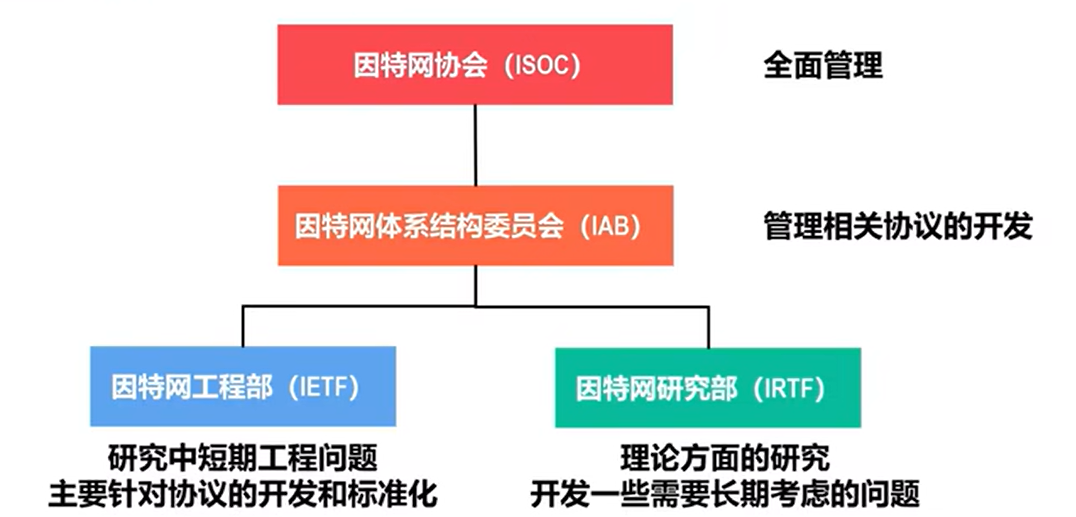 因特网协会（ISOC）
全面管理
因特网体系结构委员会（IAB）
管理相关协议的开发
因特网工程部（IETF）
因特网研究部（IRTF）
研究中短期工程问题
主要针对协议的开发和标准化
理论方面的研究
开发一些需要长期考虑的问题